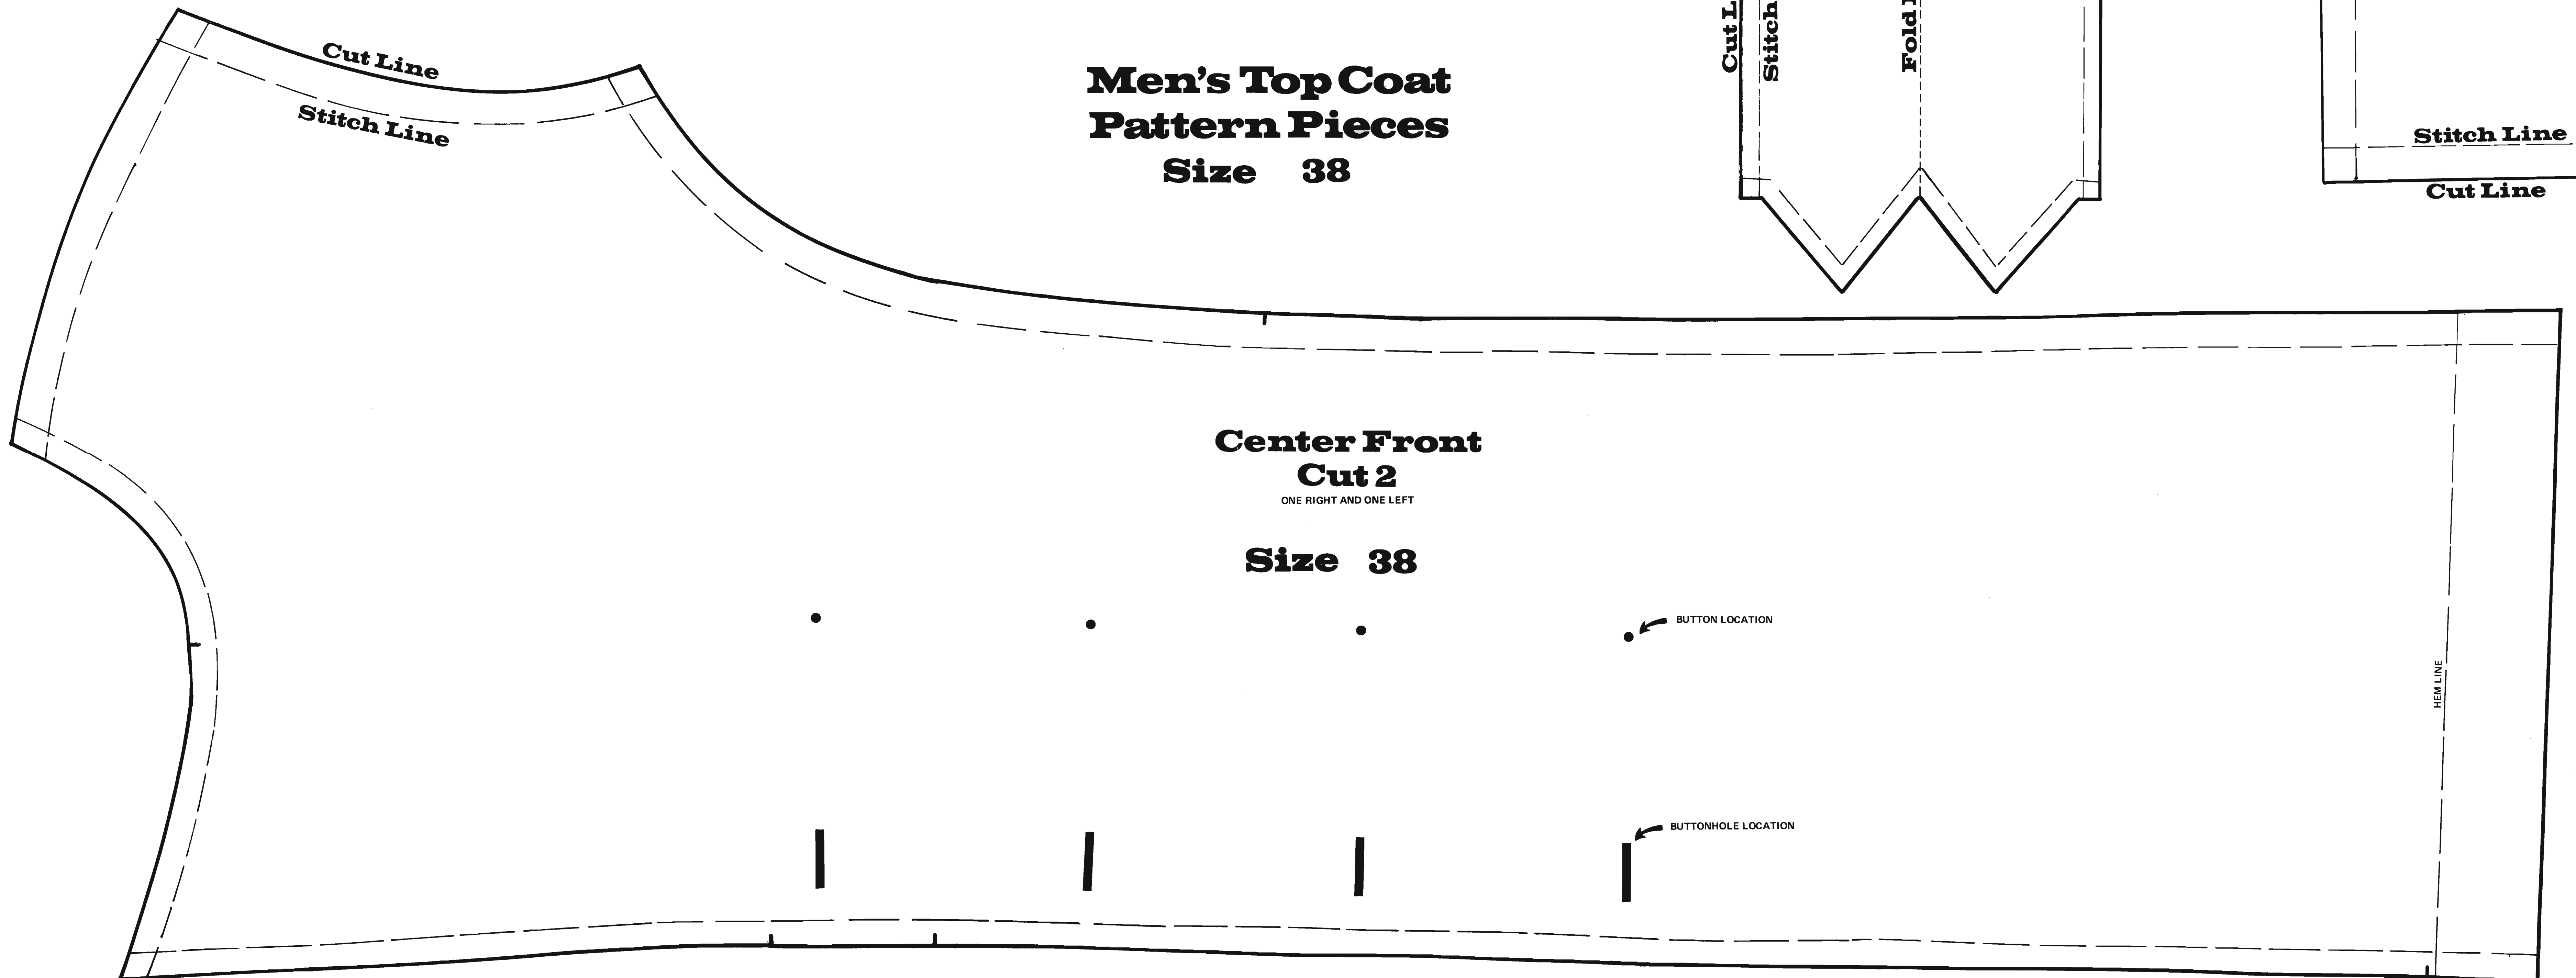 Cut Line
Stitch Line
Men's Top Coat
Pattern Pieces
Size 38
Cut L
Stitch
Fold
Stitch Line
Cut Line
Center Front
Cut 2
ONE RIGHT AND ONE LEFT
Size 38
BUTTON LOCATION
HEM LINE
BUTTONHOLE LOCATION